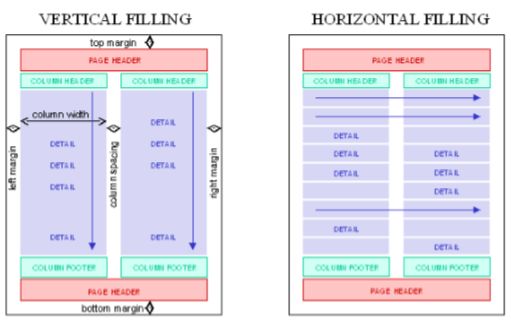 VERTICAL FILLING
top margin
PAGE HEADER
COLUMN HEADER COLUMN HEADER
column width
DETAIL
DETAIL DETAIL
DETAIL DETAIL
DETAIL DETAIL
left margin
column spacing
right margin
DETAIL DETAIL
COLUMN FOOTER COLUMN FOOTER
PAGE HEADER
bottom margin
HORIZONTAL FILLING
PAGE HEADER
COLUMN HEADER COLUMN HEADER
DETAIL
DETAIL DETAIL
DETAIL DETAIL
DETAIL DETAIL
DETAIL
DETAIL
COLUMN FOOTER COLUMN FOOTER
PAGE HEADER